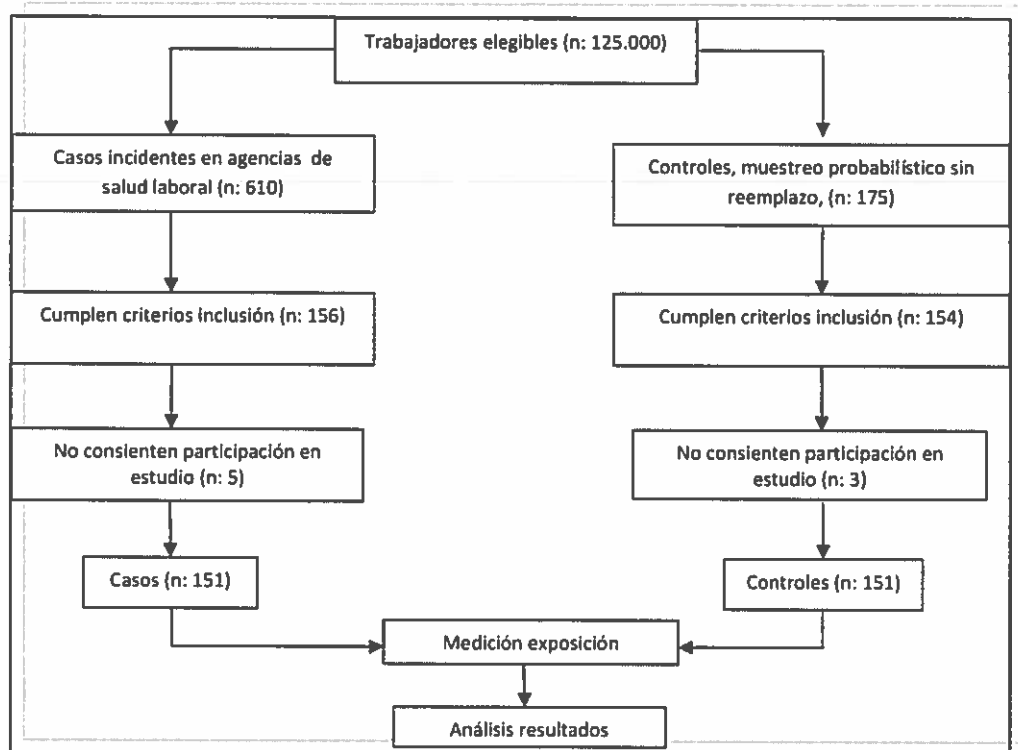 Trabajadores elegibles (n: 125.000)
Casos incidentes en agencias de
salud laboral (n: 610)
Controles, muestreo probabilístico sin
reemplazo, (n: 175)
Cumplen criterios inclusión (n: 156)
Cumplen criterios inclusión (n: 154)
No consienten participación en
estudio (n: 5)
No consienten participación en
estudio (n: 3)
Casos (n: 151)
Controles (n: 151)
Medición exposición
Análisis resultados